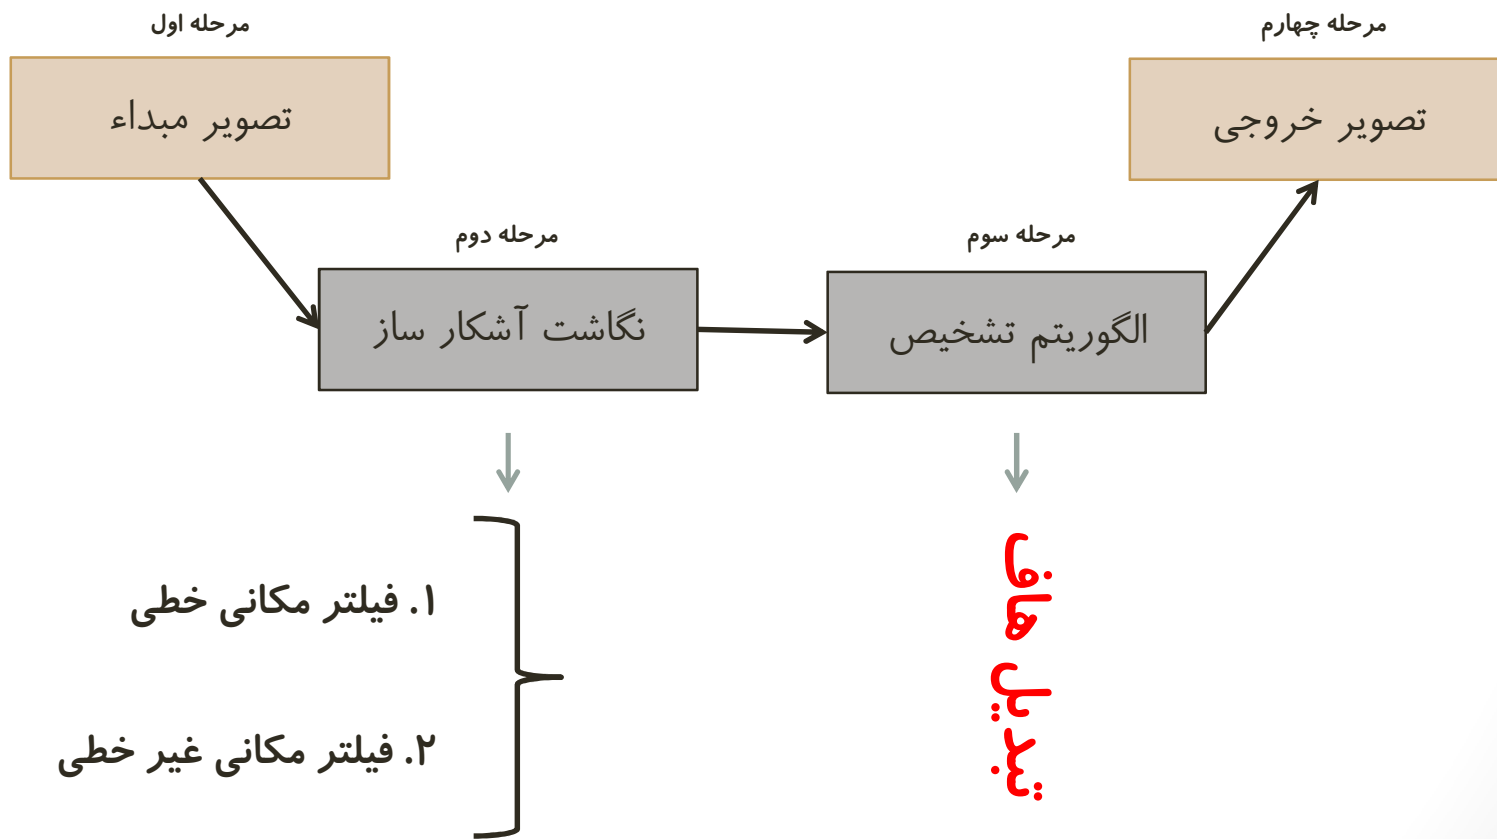 مرحله اول
تصویر مبداء
مرحله دوم
نگاشت آشکار ساز
مرحله سوم
الگوریتم تشخیص
مرحله چهارم
تصویر خروجی
۱. فیلتر مکانی خطی
۲. فیلتر مکانی غیر خطی
تبدیل هاف